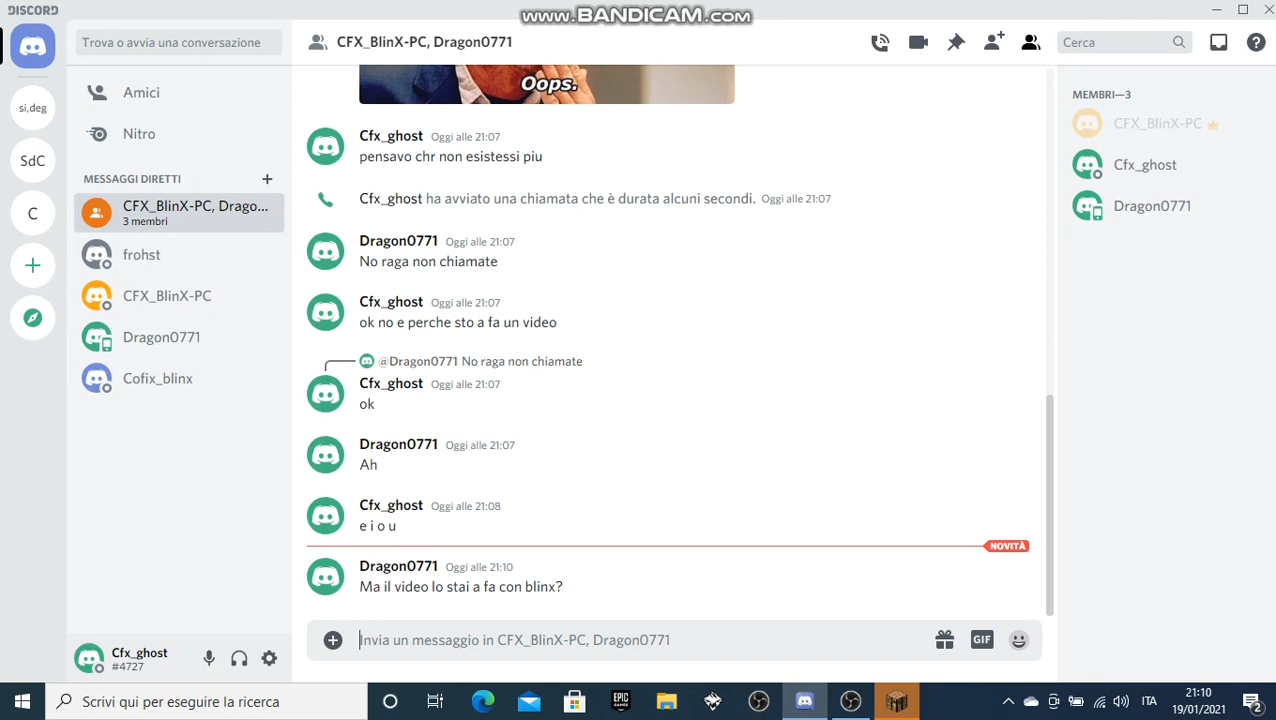 DISCORD
www.BANDICAM.com
Trova o avvia una conversazione
CFX_BlinX-PC, Dragon0771
Cerca
si,deg
SdC
C
Amici
Nitro
MESSAGGI DIRETTI
CFX_BlinX-PC, Drago...
3 membri
frohst
CFX_BlinX-PC
Dragon0771
Cofix_blinx
Cfx_ghost
#4727
Oops.
Cfx_ghost Oggi alle 21:07
pensavo chr non esistessi piu
Cfx_ghost ha avviato una chiamata che è durata alcuni secondi. Oggi alle 21:07
Dragon0771 Oggi alle 21:07
No raga non chiamate
Cfx_ghost Oggi alle 21:07
ok no e perche sto a fa un video
@Dragon0771 No raga non chiamate
Cfx_ghost Oggi alle 21:07
ok
Dragon0771 Oggi alle 21:07
Ah
Cfx_ghost Oggi alle 21:08
e i o u
NOVITÀ
Dragon0771 Oggi alle 21:10
Ma il video lo stai a fa con blinx?
Invia un messaggio in CFX_BlinX-PC, Dragon0771
GIF
MEMBRI—3
CFX_BlinX-PC
Cfx_ghost
Dragon0771
Scrivi qui per eseguire la ricerca
EPIC
GAMES
ITA
21:10
19/01/2021
2